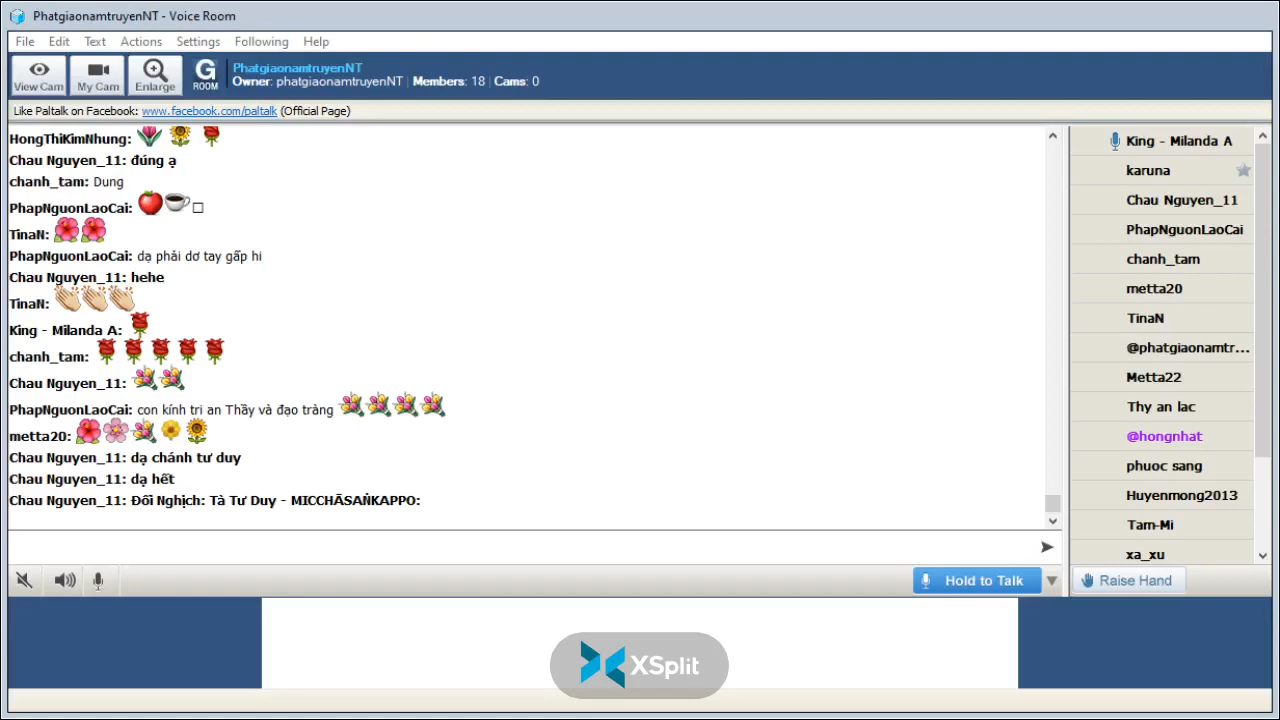 PhatgiaonamtruyenNT - Voice Room
File Edit Text Actions Settings Following Help
View Cam My Cam Enlarge G ROOM
PhatgiaonamtruyenNT
Owner: phatgiaonamtruyenNT Members: 18 Cams: 0
Like Paltalk on Facebook: www.facebook.com/paltalk (Official Page)
HongThiKimNhung:
Chau Nguyen_11: đúng ạ
chanh_tam: Dung
PhapNguonLaoCai:
TinaN:
PhapNguonLaoCai: dạ phải dơ tay gấp hi
Chau Nguyen_11: hehe
TinaN:
King - Milanda A:
chanh_tam:
Chau Nguyen_11:
PhapNguonLaoCai: con kính tri an Thầy và đạo tràng
metta20:
Chau Nguyen_11: dạ chánh tư duy
Chau Nguyen_11: dạ hết
Chau Nguyen_11: Đối Nghịch: Tà Tư Duy - MICCHĀSAṄKAPPO:
King - Milanda A
karuna
Chau Nguyen_11
PhapNguonLaoCai
chanh_tam
metta20
TinaN
@phatgiaonamtr...
Metta22
Thy an lac
@hongnhat
phuoc sang
Huyenmong2013
Tam-Mi
xa_xu
Hold to Talk
Raise Hand
XSplit